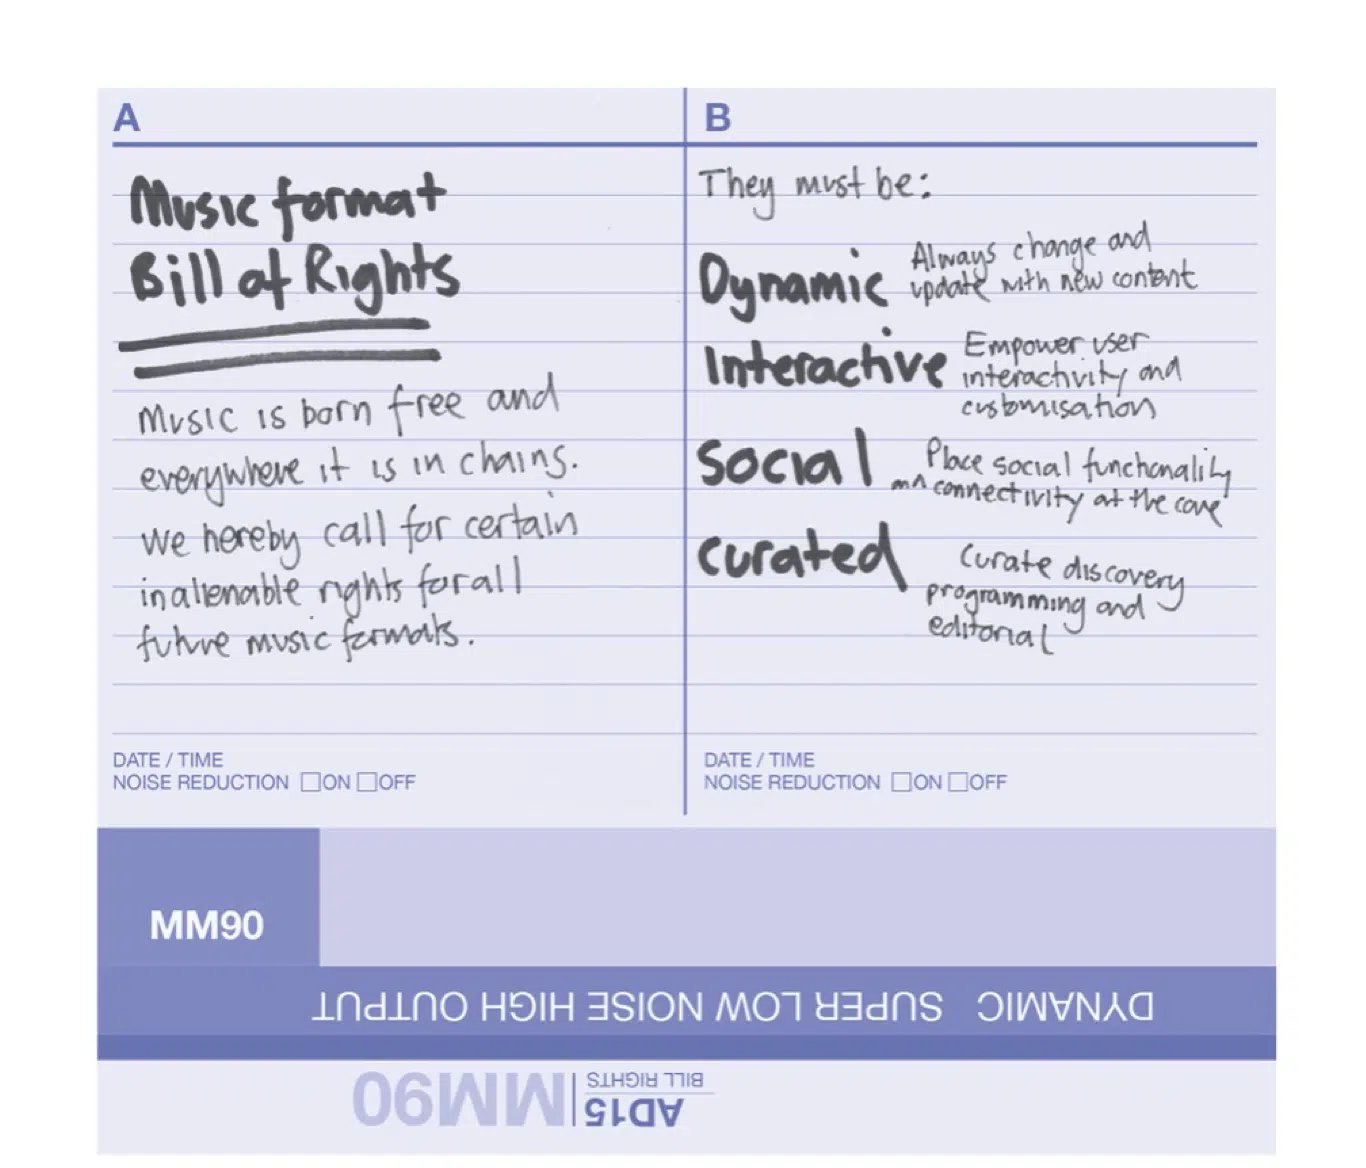 A
Music format
Bill of Rights
Music is born free and
everywhere it is in chains.
We hereby call for certain
inalienable rights for all
future music formats.
DATE / TIME
NOISE REDUCTION ☐ON ☐OFF
B
They must be:
Dynamic Always change and
update with new content
Interactive Empower user
interactivity and
customisation
Social Place social functionality
and connectivity at the core
Curated Curate discovery
programming and
editorial
DATE / TIME
NOISE REDUCTION ☐ON ☐OFF
MM90
DYNAMIC SUPER LOW NOISE HIGH OUTPUT
AD15 MM90
BILL RIGHTS